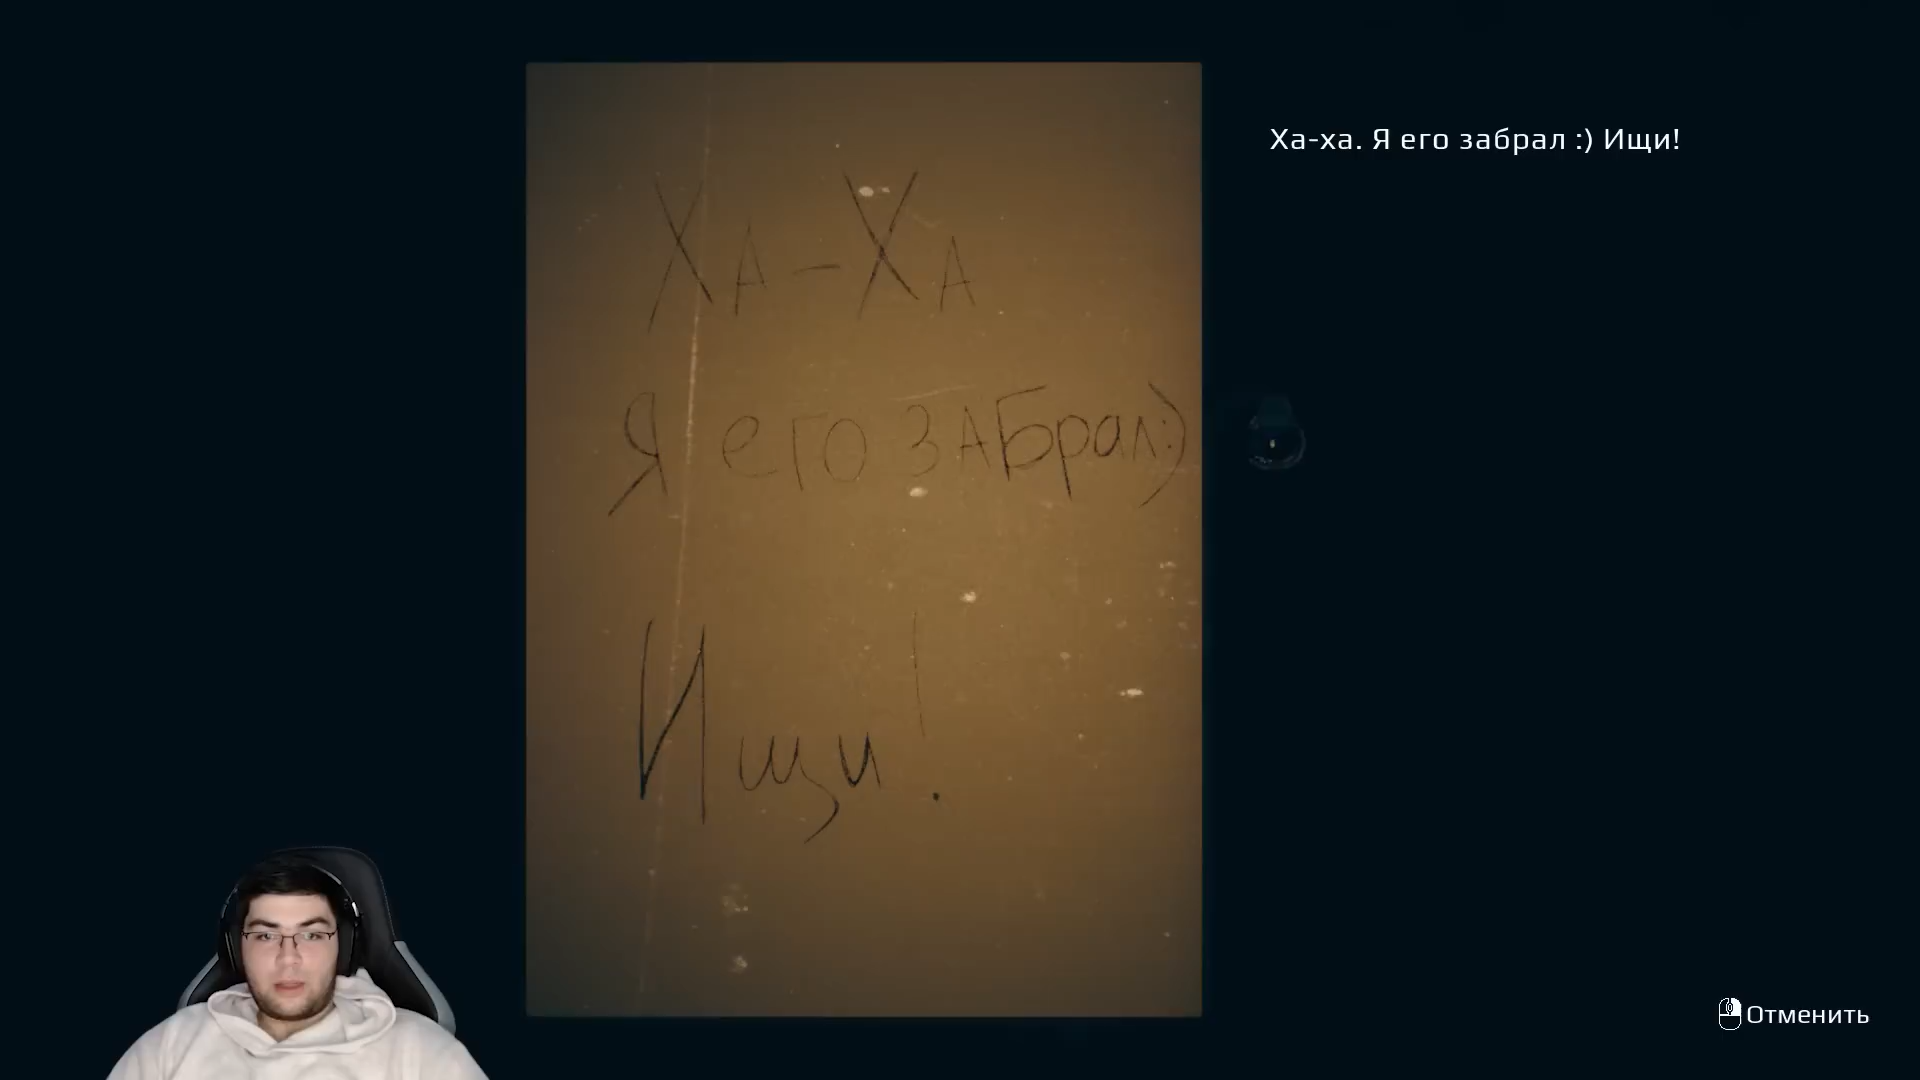 Ха-Ха
Я его забрал:)
Ищи!
Ха-ха. Я его забрал :) Ищи!
Отменить